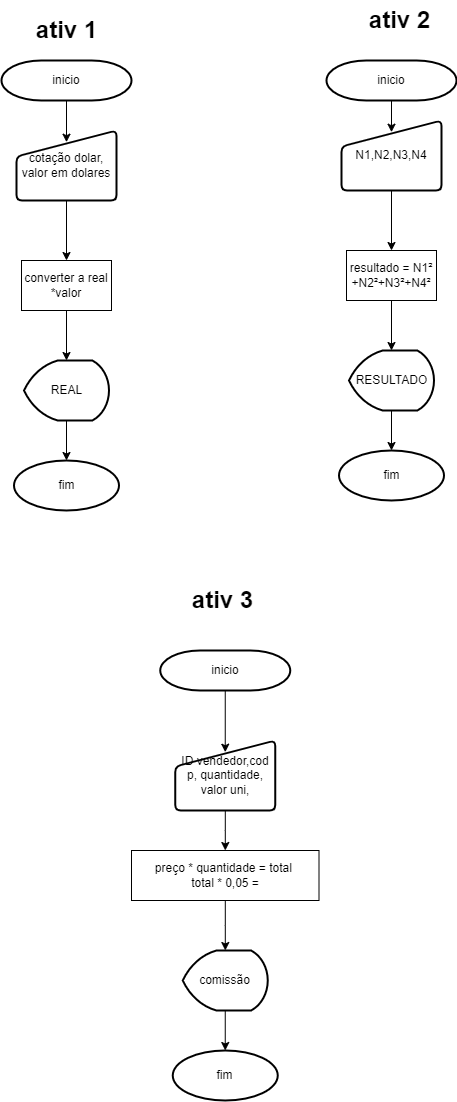 ativ 1
inicio
cotação dolar,
valor em dolares
converter a real
*valor
REAL
fim
ativ 2
inicio
N1,N2,N3,N4
resultado = N1²
+N2²+N3²+N4²
RESULTADO
fim
ativ 3
inicio
ID vendedor,cod
p, quantidade,
valor uni,
preço * quantidade = total
total * 0,05 =
comissão
fim